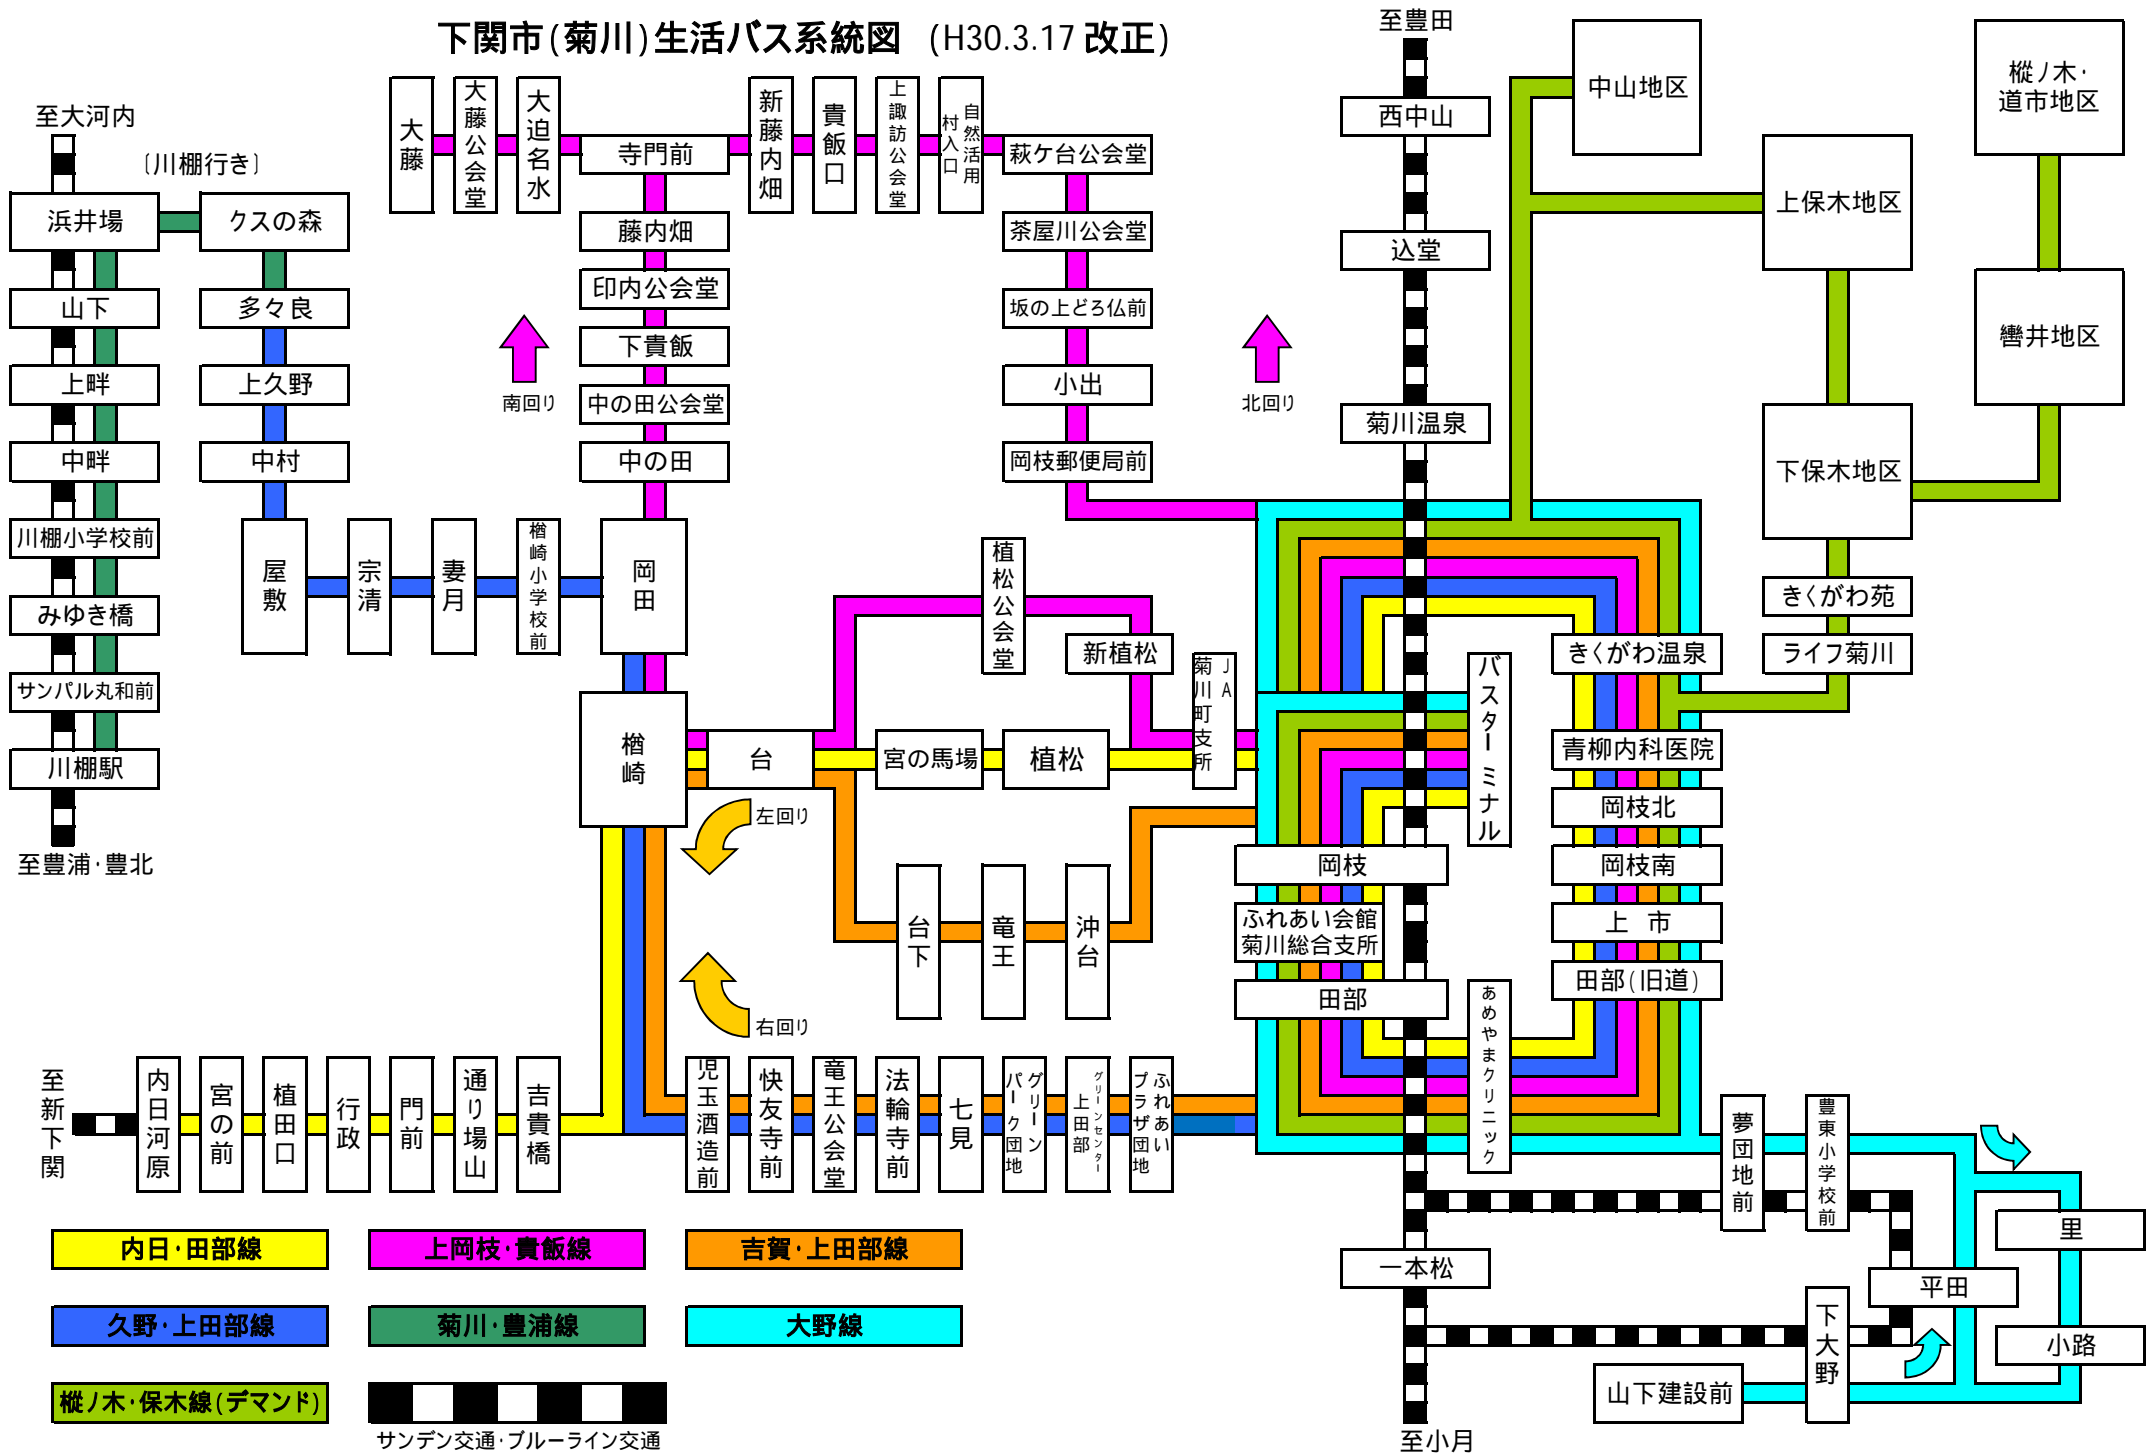 下関市(菊川)生活バス系統図 (H30.3.17 改正)
至豊田
至大河内
(川棚行き)
浜井場
クスの森
山下
多々良
上畔
上久野
中畔
中村
川棚小学校前
みゆき橋
サンパル丸和前
川棚駅
至豊浦・豊北
屋敷
宗清
妻月
楢崎小学校前
岡田
楢崎
大藤
大藤公会堂
大迫名水
寺門前
新藤内畑
貴飯口
上諏訪公会堂
自然活用
村入口
萩ケ台公会堂
藤内畑
印内公会堂
下貴飯
中の田公会堂
中の田
南回り
茶屋川公会堂
坂の上どろ仏前
小出
岡枝郵便局前
北回り
西中山
込堂
菊川温泉
中山地区
上保木地区
樅ノ木・
道市地区
轡井地区
下保木地区
きくがわ苑
ライフ菊川
植松公会堂
新植松
JA
菊川町支所
台
宮の馬場
植松
左回り
台下
竜王
沖台
右回り
バスターミナル
きくがわ温泉
青柳内科医院
岡枝北
岡枝南
上 市
田部(旧道)
岡枝
ふれあい会館
菊川総合支所
田部
あめやまクリニック
至新下関
内日河原
宮の前
植田口
行政
門前
通り場山
吉貴橋
児玉酒造前
快友寺前
竜王公会堂
法輪寺前
七見
グリーン
パーク団地
グリーンセンター
上田部
ふれあい
プラザ団地
夢団地前
豊東小学校前
里
平田
小路
下大野
山下建設前
一本松
至小月
内日・田部線
上岡枝・貴飯線
吉賀・上田部線
久野・上田部線
菊川・豊浦線
大野線
樅ノ木・保木線(デマンド)
サンデン交通・ブルーライン交通